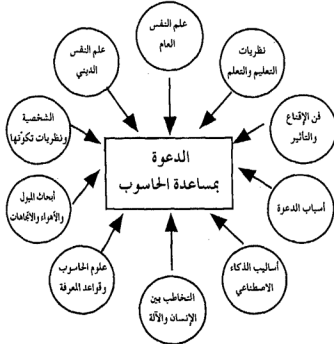 علم النفس
العام
نظريات
التعليم والتعلم
فن الإقناع
والتأثير
أسباب الدعوة
أساليب الذكاء
الاصطناعي
التخاطب بين
الإنسان والآلة
علوم الحاسوب
وقواعد المعرفة
أبحاث الميول
والأهواء والاتجاهات
الشخصية
ونظريات تكوّنها
علم النفس
الديني
الدعوة
بمساعدة الحاسوب